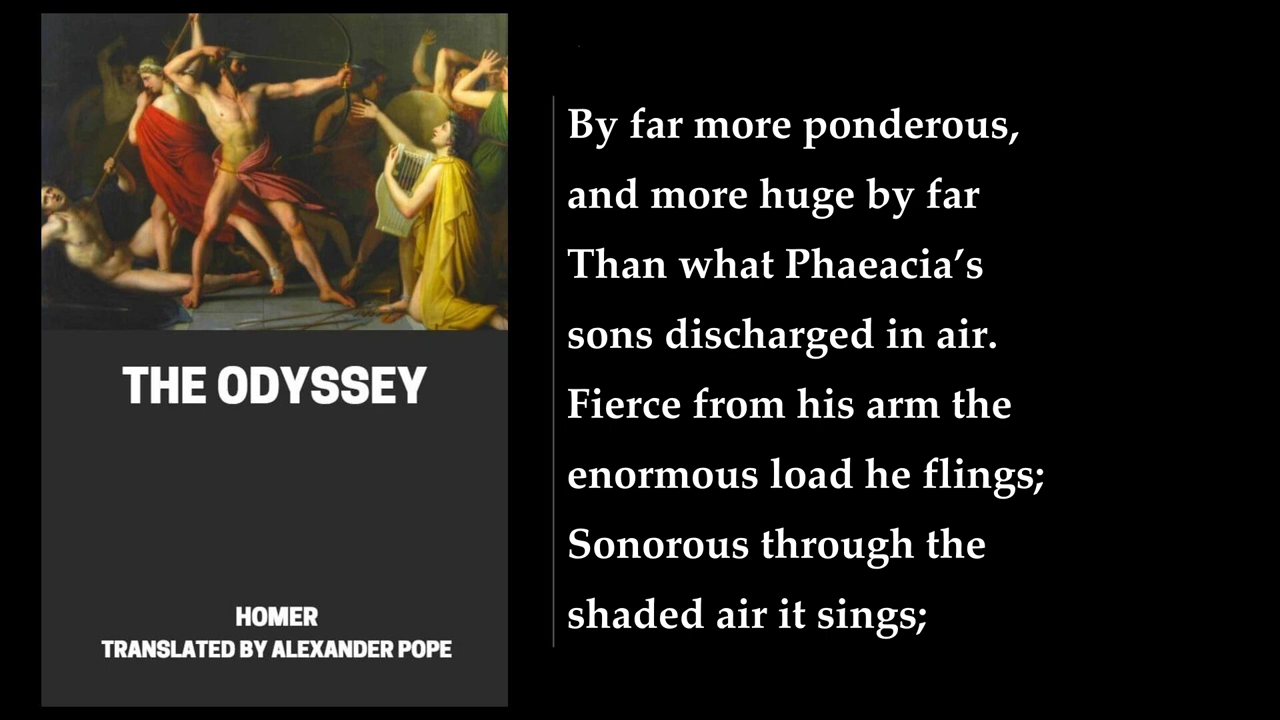 THE ODYSSEY
HOMER
TRANSLATED BY ALEXANDER POPE
By far more ponderous,
and more huge by far
Than what Phaeacia’s
sons discharged in air.
Fierce from his arm the
enormous load he flings;
Sonorous through the
shaded air it sings;